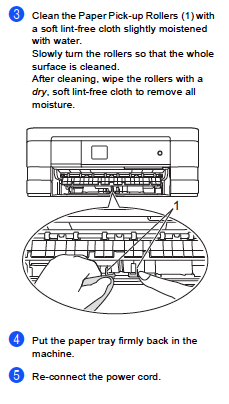 3 Clean the Paper Pick-up Rollers (1) with
a soft lint-free cloth slightly moistened
with water.
Slowly turn the rollers so that the whole
surface is cleaned.
After cleaning, wipe the rollers with a
dry, soft lint-free cloth to remove all
moisture.
1
4 Put the paper tray firmly back in the
machine.
5 Re-connect the power cord.